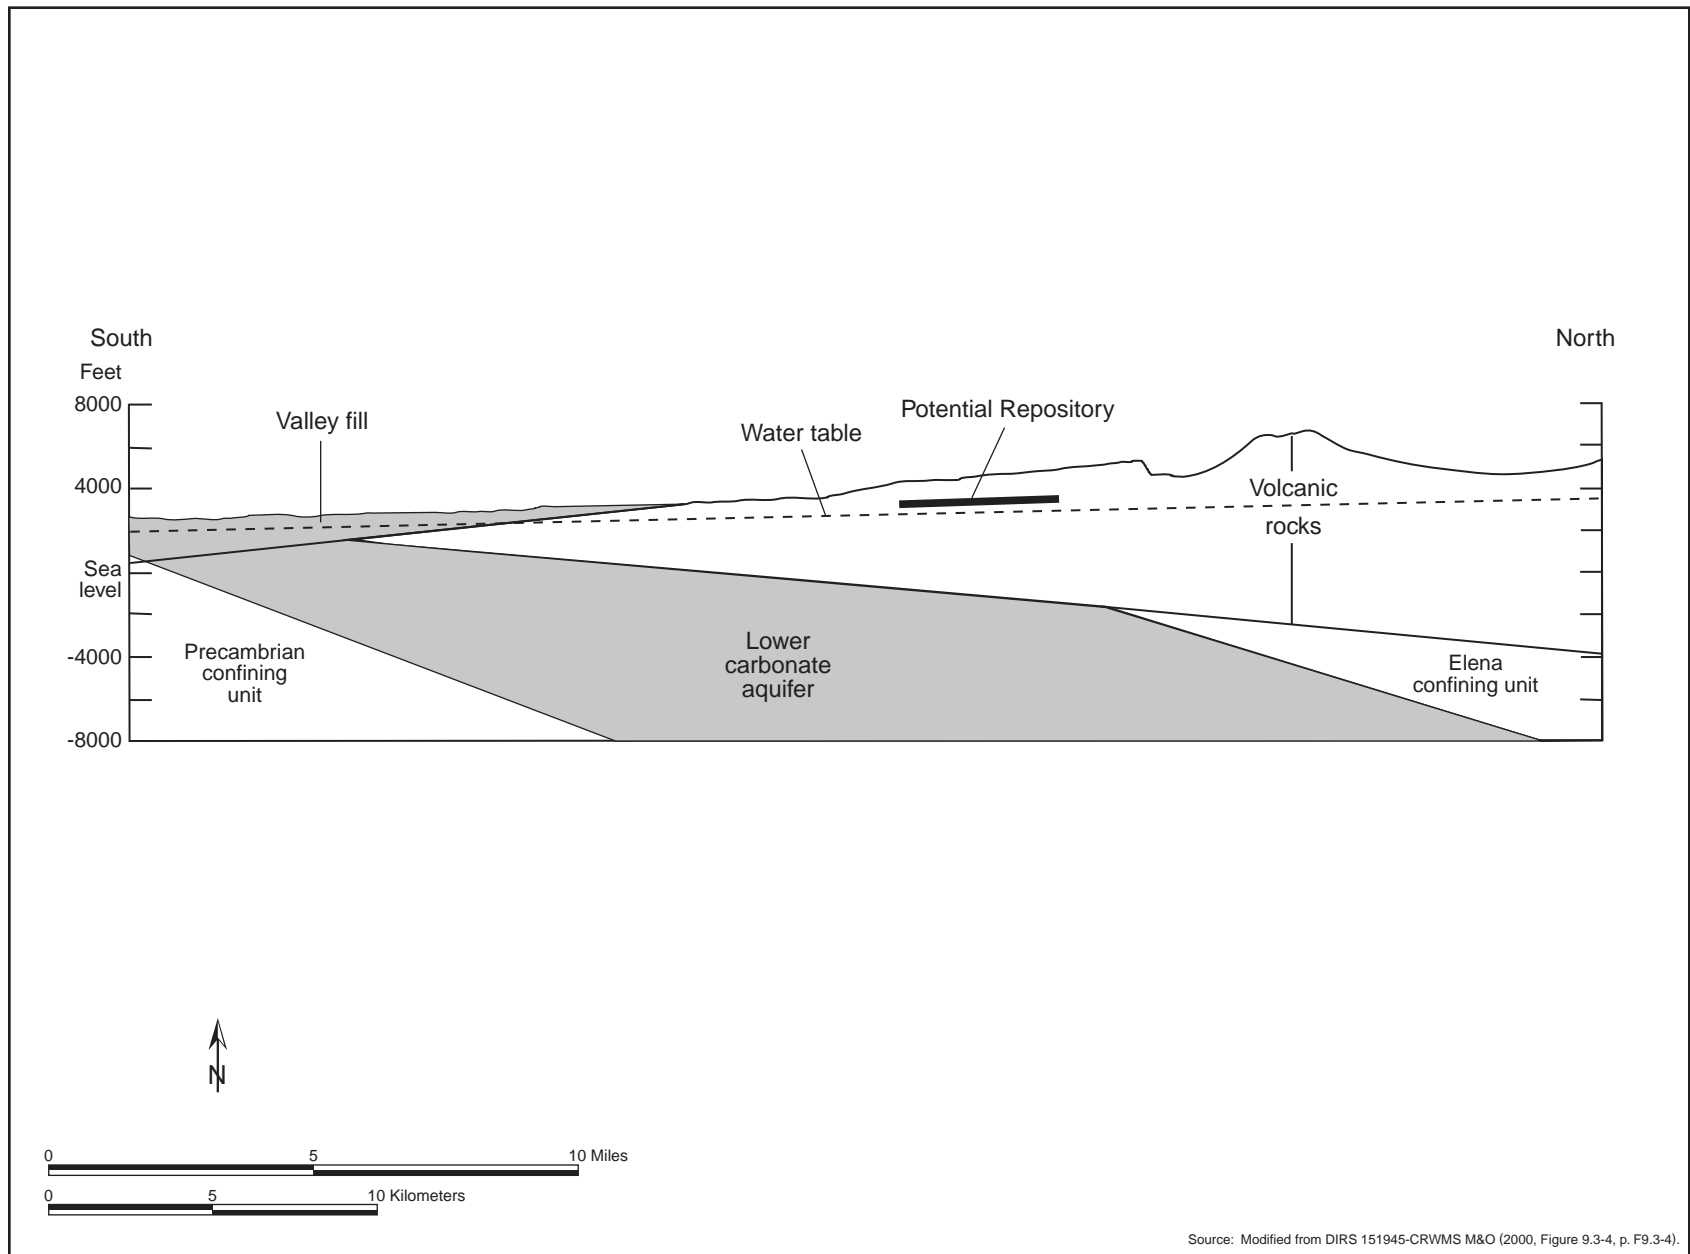 South
North
Feet
8000
4000
Sea
level
-4000
-8000
Valley fill
Water table
Potential Repository
Volcanic
rocks
Precambrian
confining
unit
Lower
carbonate
aquifer
Elena
confining unit
N
0 5 10 Miles
0 5 10 Kilometers
Source: Modified from DIRS 151945-CRWMS M&O (2000, Figure 9.3-4, p. F9.3-4).